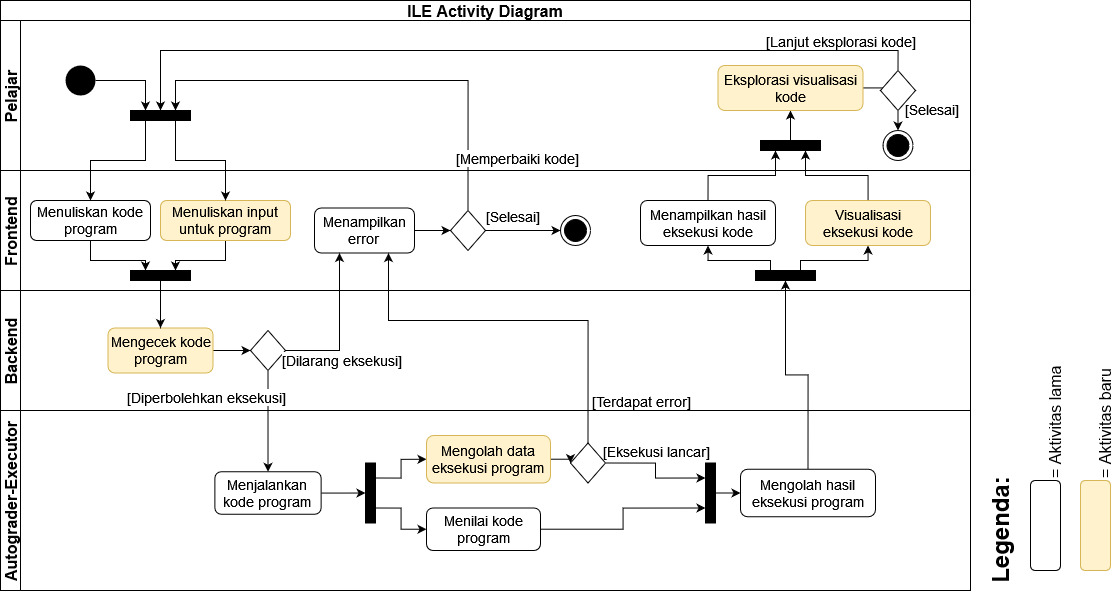 ILE Activity Diagram
Pelajar
[Lanjut eksplorasi kode]
Eksplorasi visualisasi
kode
[Selesai]
[Memperbaiki kode]
Frontend
Menuliskan kode
program
Menuliskan input
untuk program
Menampilkan
error
[Selesai]
Menampilkan hasil
eksekusi kode
Visualisasi
eksekusi kode
Backend
Mengecek kode
program
[Dilarang eksekusi]
[Diperbolehkan eksekusi]
[Terdapat error]
Autograder-Executor
Menjalankan
kode program
Mengolah data
eksekusi program
[Eksekusi lancar]
Menilai kode
program
Mengolah hasil
eksekusi program
Legenda:
= Aktivitas lama
= Aktivitas baru